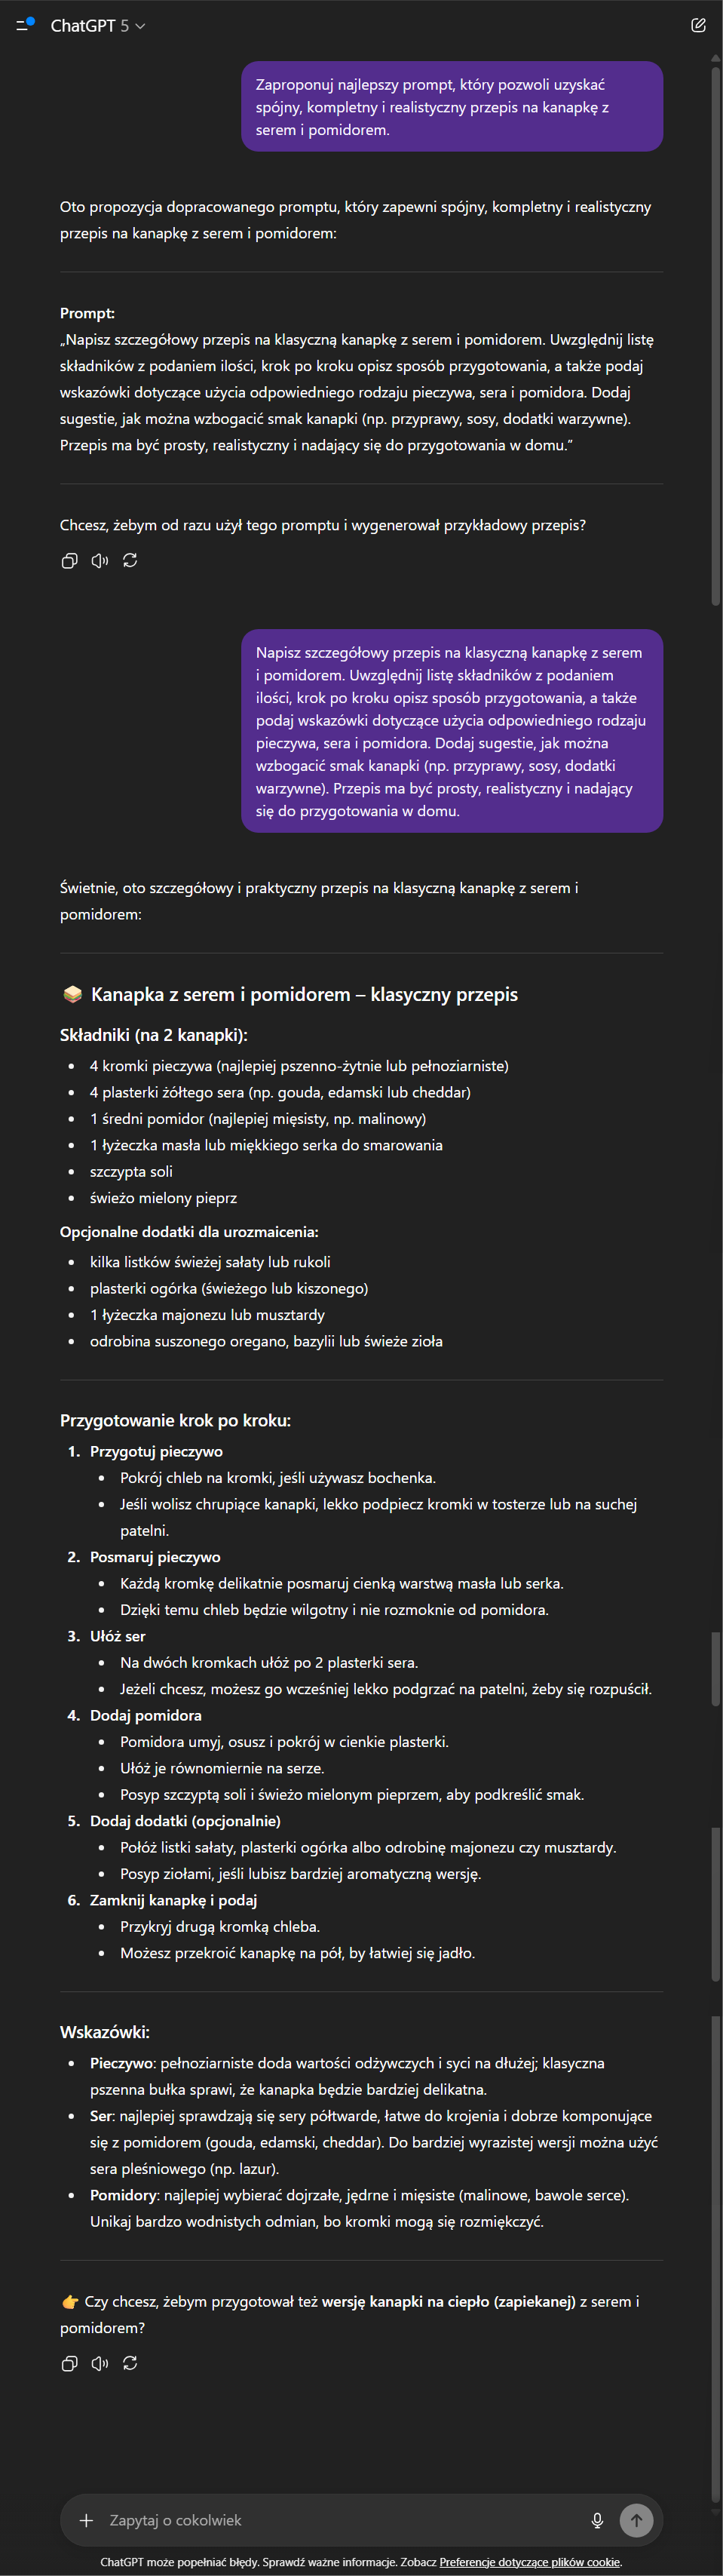 ChatGPT 5
Zaproponuj najlepszy prompt, który pozwoli uzyskać
spójny, kompletny i realistyczny przepis na kanapkę z
serem i pomidorem.
Oto propozycja dopracowanego promptu, który zapewni spójny, kompletny i realistyczny
przepis na kanapkę z serem i pomidorem:
Prompt:
„Napisz szczegółowy przepis na klasyczną kanapkę z serem i pomidorem. Uwzględnij listę
składników z podaniem ilości, krok po kroku opisz sposób przygotowania, a także podaj
wskazówki dotyczące użycia odpowiedniego rodzaju pieczywa, sera i pomidora. Dodaj
sugestie, jak można wzbogacić smak kanapki (np. przyprawy, sosy, dodatki warzywne).
Przepis ma być prosty, realistyczny i nadający się do przygotowania w domu.”
Chcesz, żebym od razu użył tego promptu i wygenerował przykładowy przepis?
Napisz szczegółowy przepis na klasyczną kanapkę z serem
i pomidorem. Uwzględnij listę składników z podaniem
ilości, krok po kroku opisz sposób przygotowania, a także
podaj wskazówki dotyczące użycia odpowiedniego rodzaju
pieczywa, sera i pomidora. Dodaj sugestie, jak można
wzbogacić smak kanapki (np. przyprawy, sosy, dodatki
warzywne). Przepis ma być prosty, realistyczny i nadający
się do przygotowania w domu.
Świetnie, oto szczegółowy i praktyczny przepis na klasyczną kanapkę z serem i
pomidorem:
🥪 Kanapka z serem i pomidorem – klasyczny przepis
Składniki (na 2 kanapki):
• 4 kromki pieczywa (najlepiej pszenno-żytnie lub pełnoziarniste)
• 4 plasterki żółtego sera (np. gouda, edamski lub cheddar)
• 1 średni pomidor (najlepiej mięsisty, np. malinowy)
• 1 łyżeczka masła lub miękkiego serka do smarowania
• szczypta soli
• świeżo mielony pieprz
Opcjonalne dodatki dla urozmaicenia:
• kilka listków świeżej sałaty lub rukoli
• plasterki ogórka (świeżego lub kiszonego)
• 1 łyżeczka majonezu lub musztardy
• odrobina suszonego oregano, bazylii lub świeże zioła
Przygotowanie krok po kroku:
1. Przygotuj pieczywo
• Pokrój chleb na kromki, jeśli używasz bochenka.
• Jeśli wolisz chrupiące kanapki, lekko podpiecz kromki w tosterze lub na suchej
patelni.
2. Posmaruj pieczywo
• Każdą kromkę delikatnie posmaruj cienką warstwą masła lub serka.
• Dzięki temu chleb będzie wilgotny i nie rozmoknie od pomidora.
3. Ułóż ser
• Na dwóch kromkach ułóż po 2 plasterki sera.
• Jeżeli chcesz, możesz go wcześniej lekko podgrzać na patelni, żeby się rozpuścił.
4. Dodaj pomidora
• Pomidora umyj, osusz i pokrój w cienkie plasterki.
• Ułóż je równomiernie na serze.
• Posyp szczyptą soli i świeżo mielonym pieprzem, aby podkreślić smak.
5. Dodaj dodatki (opcjonalnie)
• Połóż listki sałaty, plasterki ogórka albo odrobinę majonezu czy musztardy.
• Posyp ziołami, jeśli lubisz bardziej aromatyczną wersję.
6. Zamknij kanapkę i podaj
• Przykryj drugą kromką chleba.
• Możesz przekroić kanapkę na pół, by łatwiej się jadło.
Wskazówki:
• Pieczywo: pełnoziarniste doda wartości odżywczych i syci na dłużej; klasyczna
pszenna bułka sprawi, że kanapka będzie bardziej delikatna.
• Ser: najlepiej sprawdzają się sery półtwarde, łatwe do krojenia i dobrze komponujące
się z pomidorem (gouda, edamski, cheddar). Do bardziej wyrazistej wersji można użyć
sera pleśniowego (np. lazur).
• Pomidory: najlepiej wybierać dojrzałe, jędrne i mięsiste (malinowe, bawole serce).
Unikaj bardzo wodnistych odmian, bo kromki mogą się rozmiękczyć.
👉 Czy chcesz, żebym przygotował też wersję kanapki na ciepło (zapiekanej) z serem i
pomidorem?
Zapytaj o cokolwiek
ChatGPT może popełniać błędy. Sprawdź ważne informacje. Zobacz Preferencje dotyczące plików cookie.